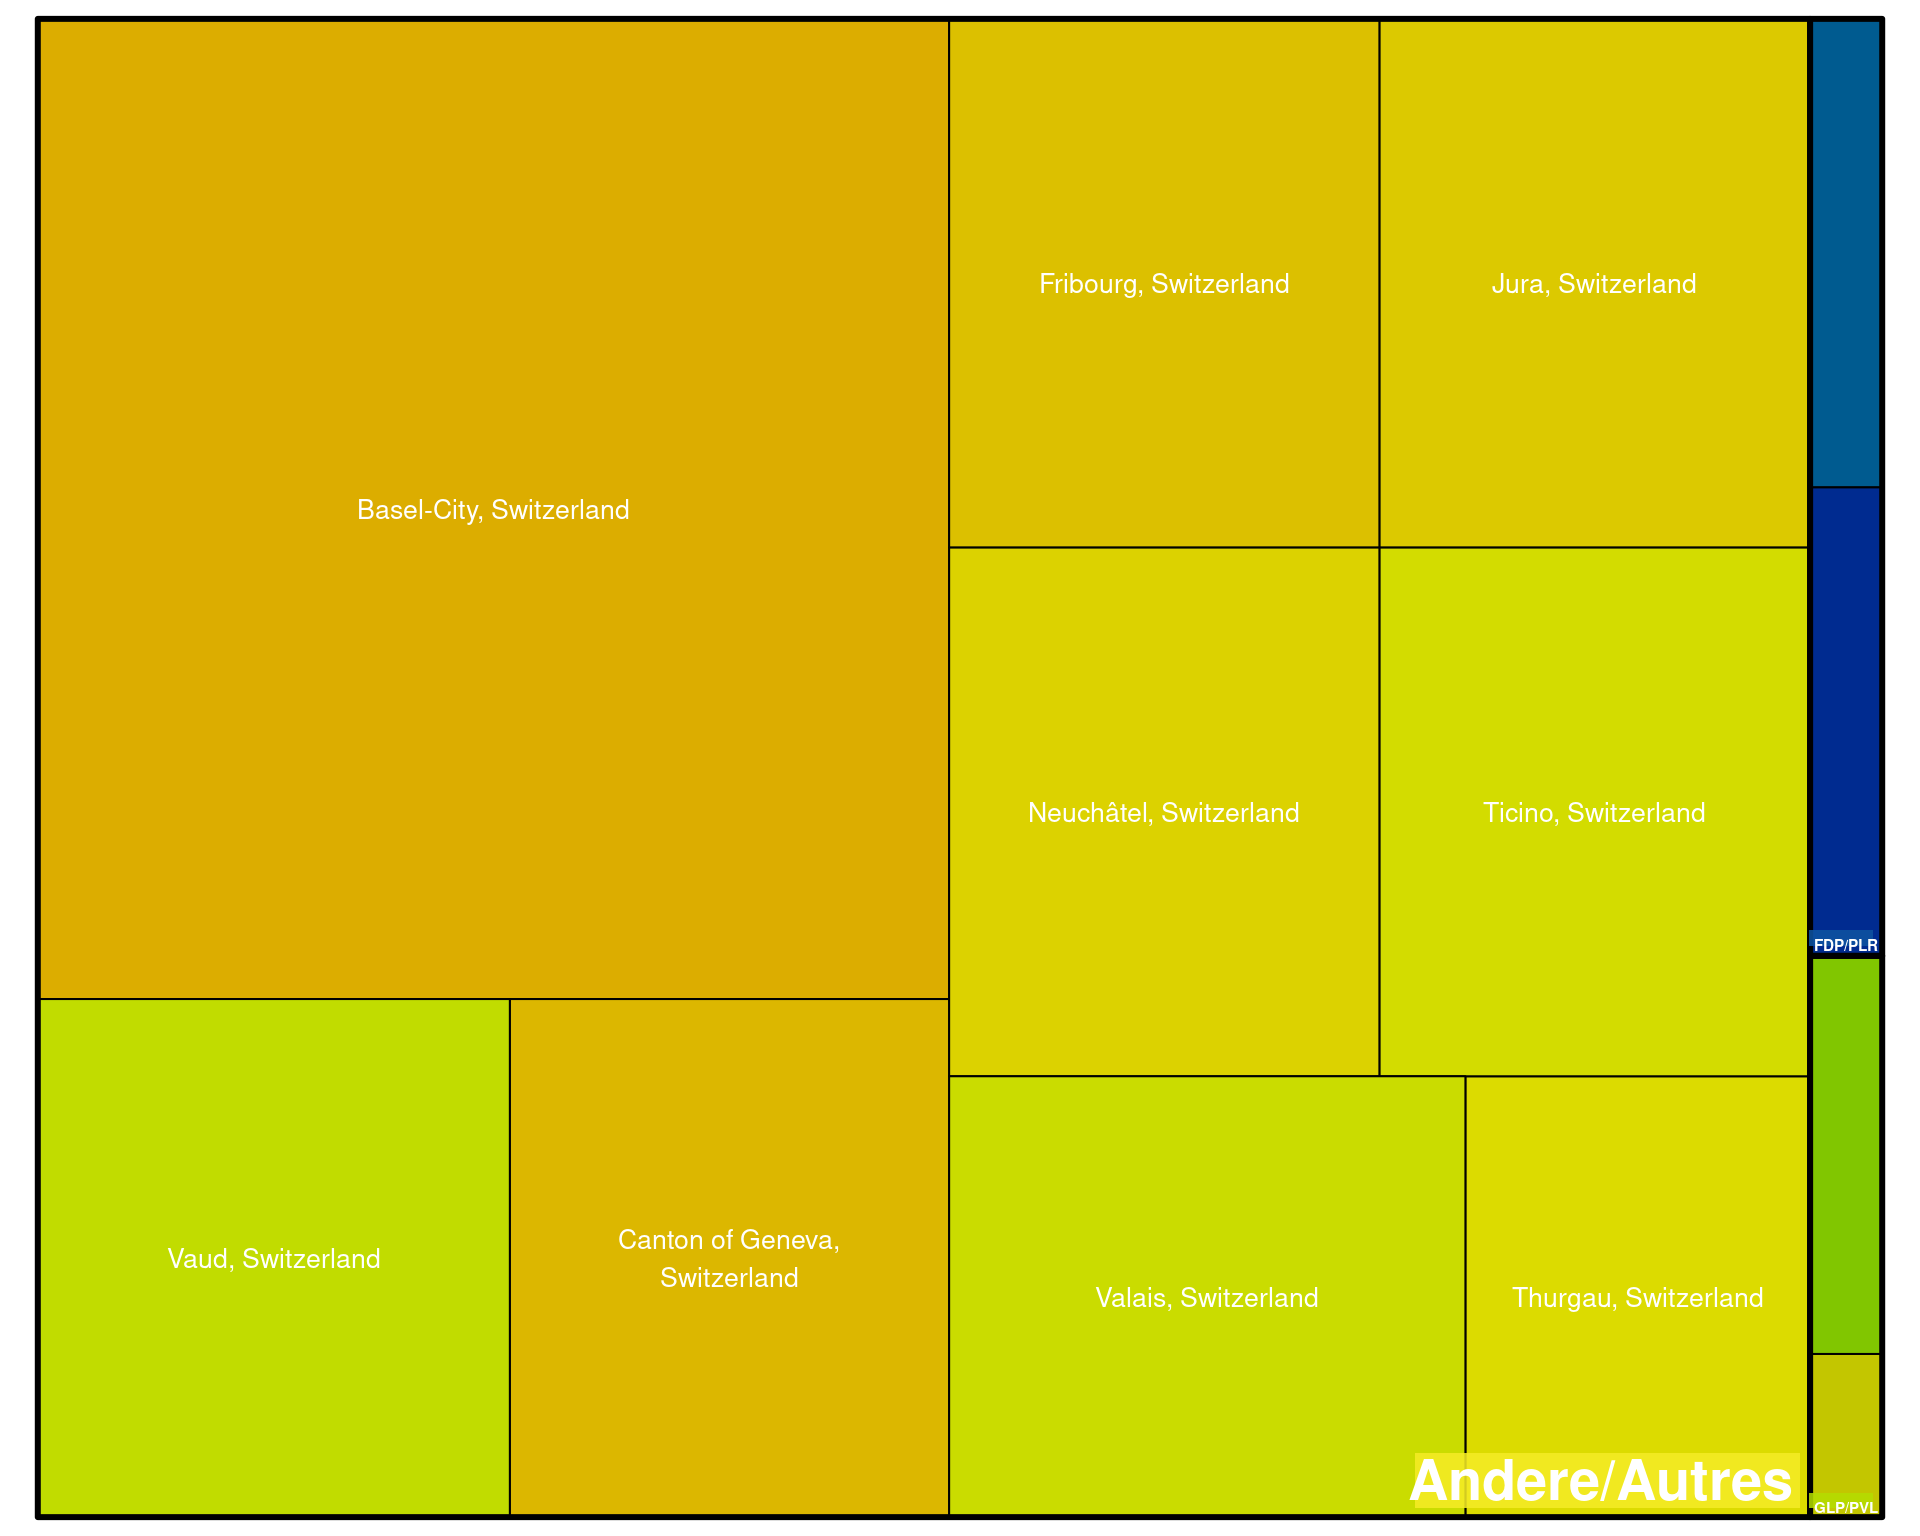 Basel-City, Switzerland
Fribourg, Switzerland
Jura, Switzerland
Neuchâtel, Switzerland
Ticino, Switzerland
FDP/PLR
Vaud, Switzerland
Canton of Geneva,
Switzerland
Valais, Switzerland
Thurgau, Switzerland
Andere/Autres
GLP/PVL